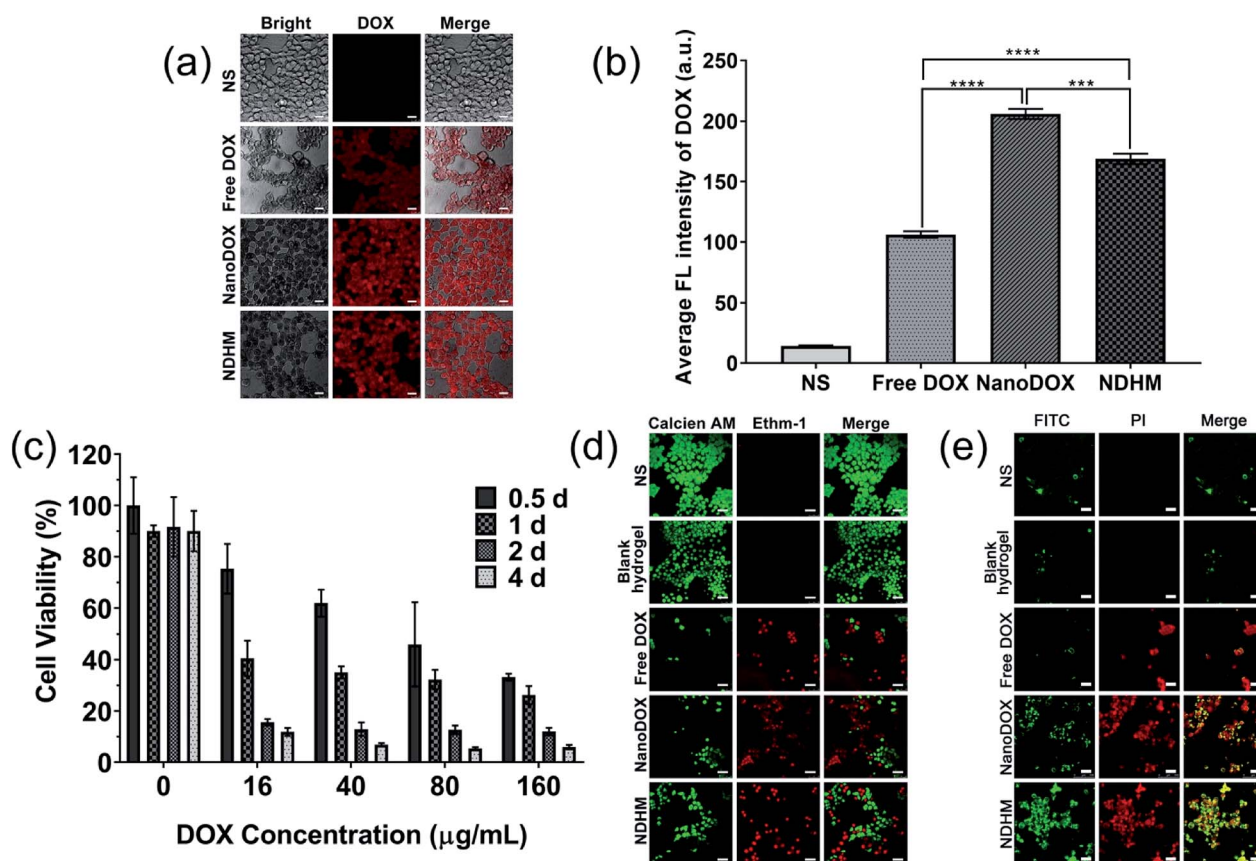 (a)
Bright DOX Merge
NS
Free DOX
NanoDOX
NDHM
(b)
Average FL intensity of DOX (a.u.)
250
200
150
100
50
0
****
**** ***
NS Free DOX NanoDOX NDHM
(c)
Cell Viability (%)
120
100
80
60
40
20
0
0.5 d
1 d
2 d
4 d
0 16 40 80 160
DOX Concentration (μg/mL)
(d)
Calcien AM Ethm-1 Merge
NS
Blank
hydrogel
Free DOX
NanoDOX
NDHM
(e)
FITC PI Merge
NS
Blank
hydrogel
Free DOX
NanoDOX
NDHM